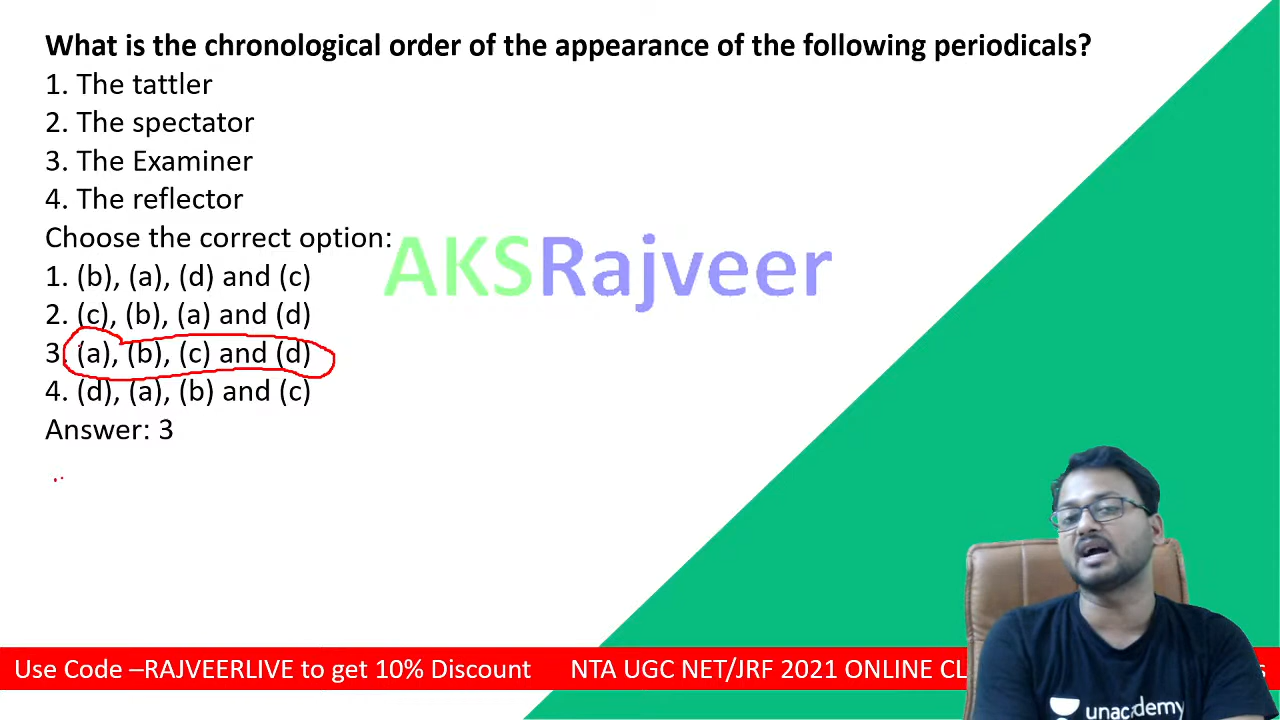 What is the chronological order of the appearance of the following periodicals?
1. The tattler
2. The spectator
3. The Examiner
4. The reflector
Choose the correct option:
1. (b), (a), (d) and (c)
2. (c), (b), (a) and (d)
3. (a), (b), (c) and (d)
4. (d), (a), (b) and (c)
Answer: 3
AKSRajveer
Use Code –RAJVEERLIVE to get 10% Discount NTA UGC NET/JRF 2021 ONLINE CL
unacademy